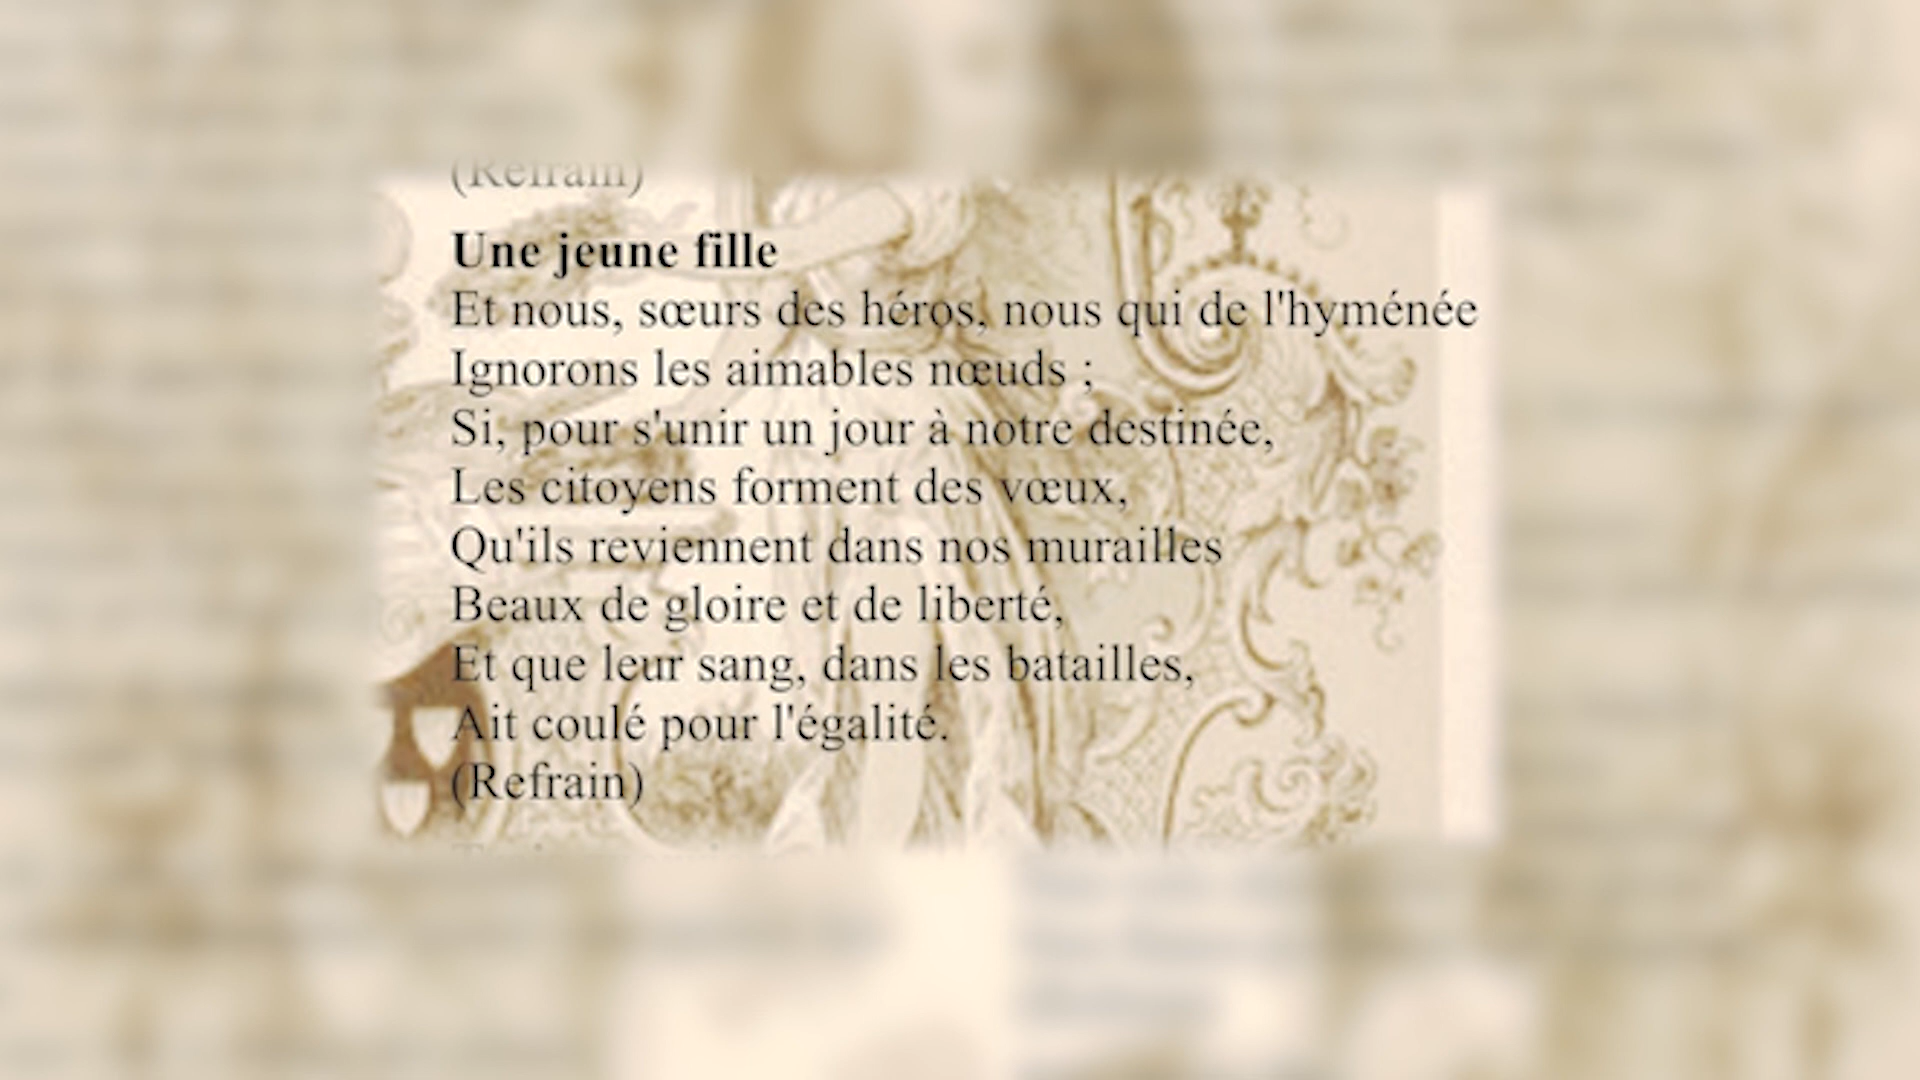 (Refrain)
Une jeune fille
Et nous, sœurs des héros, nous qui de l'hyménée
Ignorons les aimables nœuds ;
Si, pour s'unir un jour à notre destinée,
Les citoyens forment des vœux,
Qu'ils reviennent dans nos murailles
Beaux de gloire et de liberté,
Et que leur sang, dans les batailles,
Ait coulé pour l'égalité.
(Refrain)